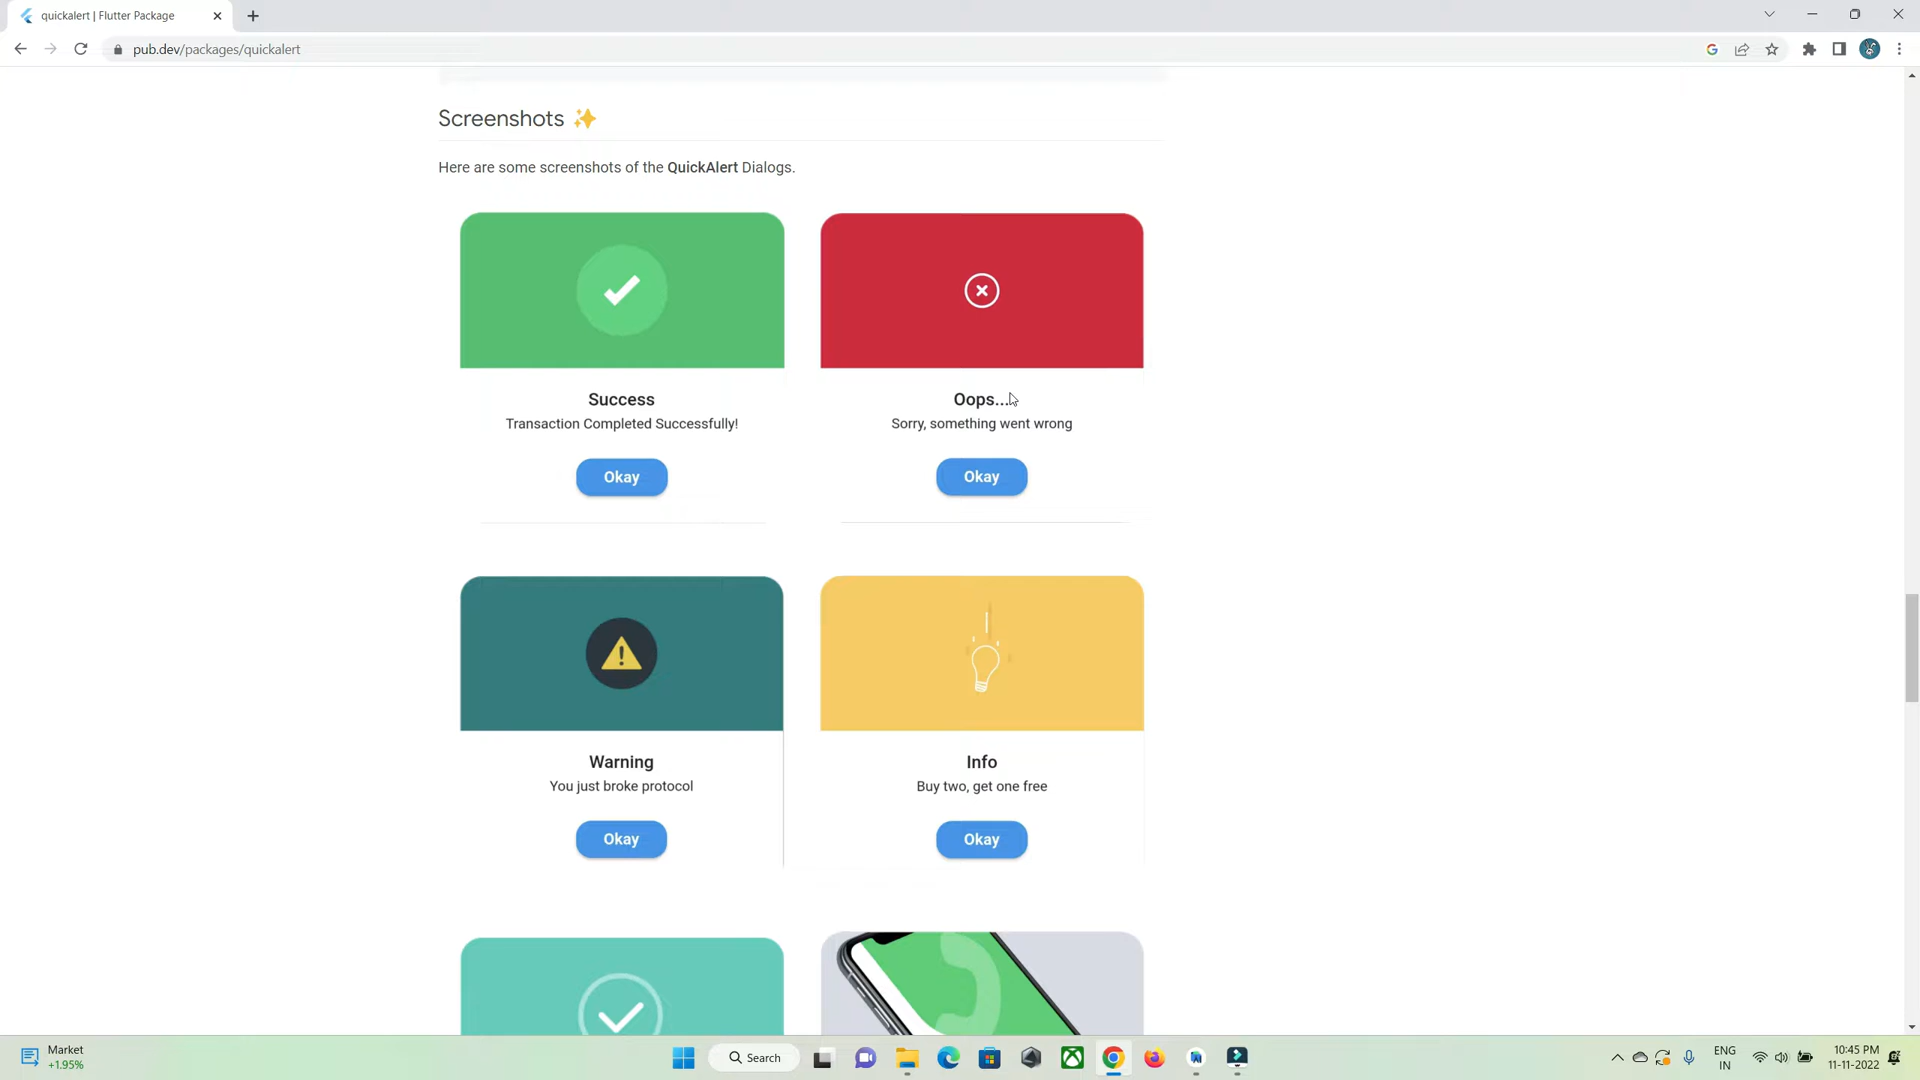 quickalert | Flutter Package
pub.dev/packages/quickalert
Screenshots ✨
Here are some screenshots of the QuickAlert Dialogs.
Success
Transaction Completed Successfully!
Okay
Oops...
Sorry, something went wrong
Okay
Warning
You just broke protocol
Okay
Info
Buy two, get one free
Okay
Market
+1.95%
Search
ENG
IN
10:45 PM
11-11-2022